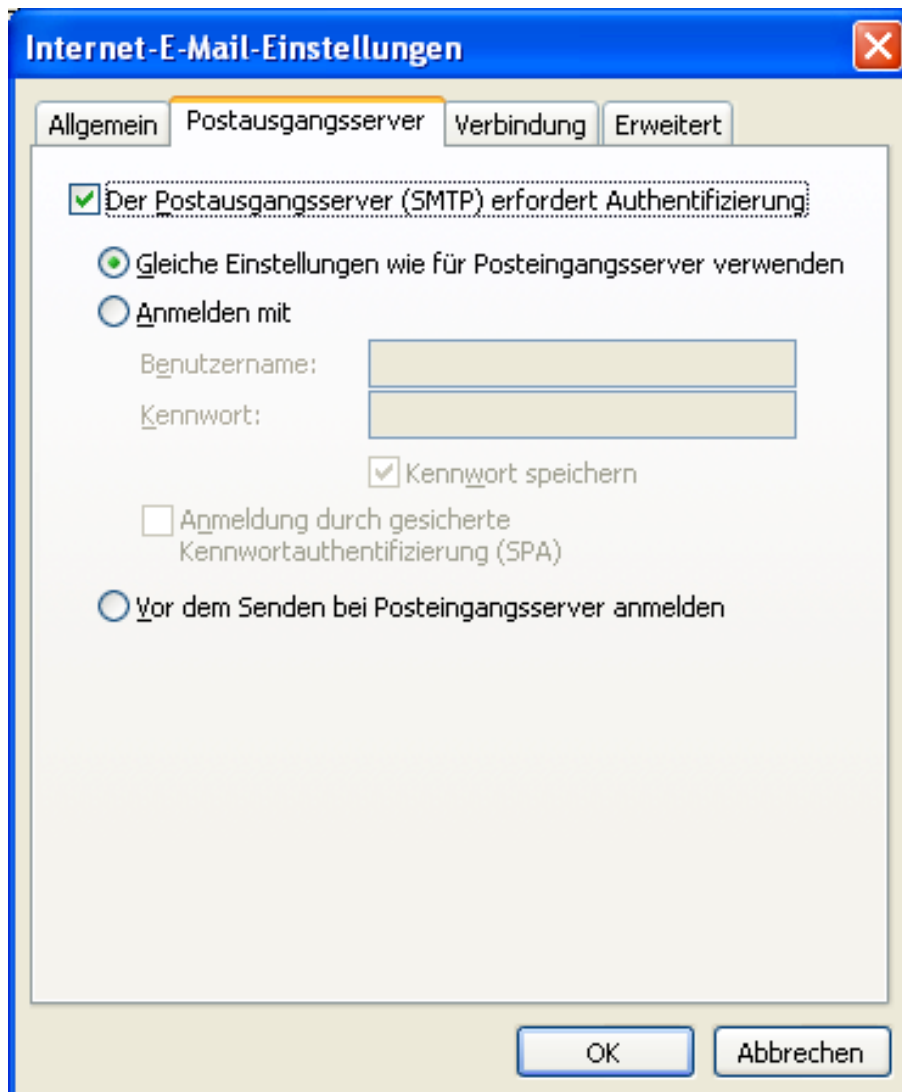 Internet-E-Mail-Einstellungen
Allgemein Postausgangsserver Verbindung Erweitert
Der Postausgangsserver (SMTP) erfordert Authentifizierung
Gleiche Einstellungen wie für Posteingangsserver verwenden
Anmelden mit
Benutzername:
Kennwort:
Kennwort speichern
Anmeldung durch gesicherte
Kennwortauthentifizierung (SPA)
Vor dem Senden bei Posteingangsserver anmelden
OK Abbrechen